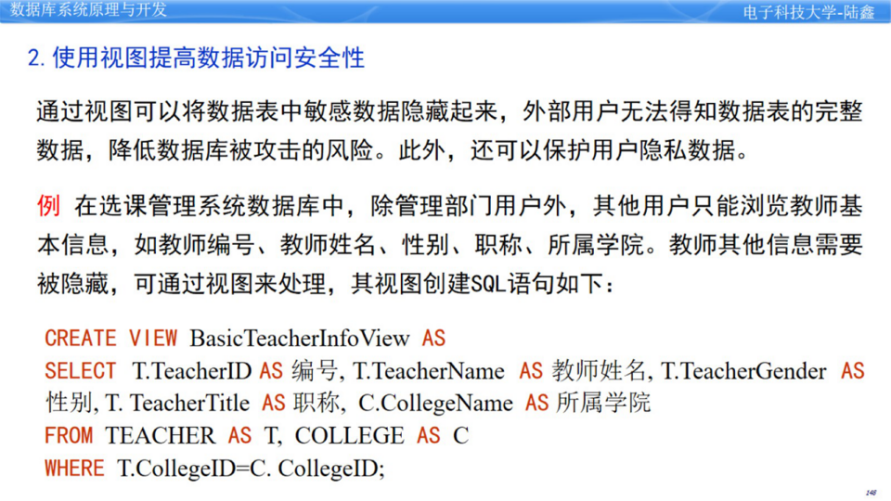 数据库系统原理与开发
电子科技大学-陆鑫
2.使用视图提高数据访问安全性
通过视图可以将数据表中敏感数据隐藏起来，外部用户无法得知数据表的完整
数据，降低数据库被攻击的风险。此外，还可以保护用户隐私数据。
例 在选课管理系统数据库中，除管理部门用户外，其他用户只能浏览教师基
本信息，如教师编号、教师姓名、性别、职称、所属学院。教师其他信息需要
被隐藏，可通过视图来处理，其视图创建SQL语句如下：
CREATE VIEW BasicTeacherInfoView AS
SELECT T.TeacherID AS 编号, T.TeacherName AS 教师姓名, T.TeacherGender AS
性别, T. TeacherTitle AS 职称, C.CollegeName AS 所属学院
FROM TEACHER AS T, COLLEGE AS C
WHERE T.CollegeID=C. CollegeID;